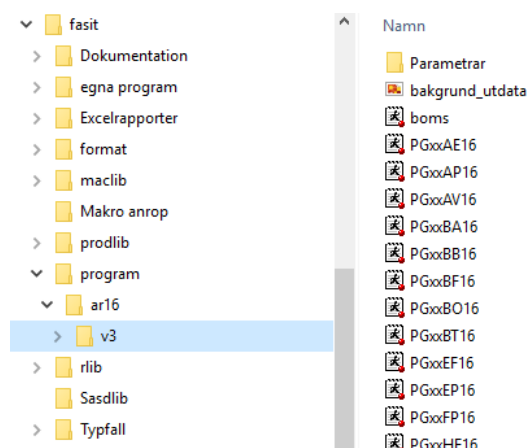 fasit
Dokumentation
egna program
Excelrapporter
format
maclib
Makro anrop
prodlib
program
ar16
v3
rlib
Sasdlib
Typfall
Namn
Parametrar
bakgrund_utdata
boms
PGxxAE16
PGxxAP16
PGxxAV16
PGxxBA16
PGxxBB16
PGxxBF16
PGxxBO16
PGxxBT16
PGxxEF16
PGxxEP16
PGxxFP16
PGxxHF16